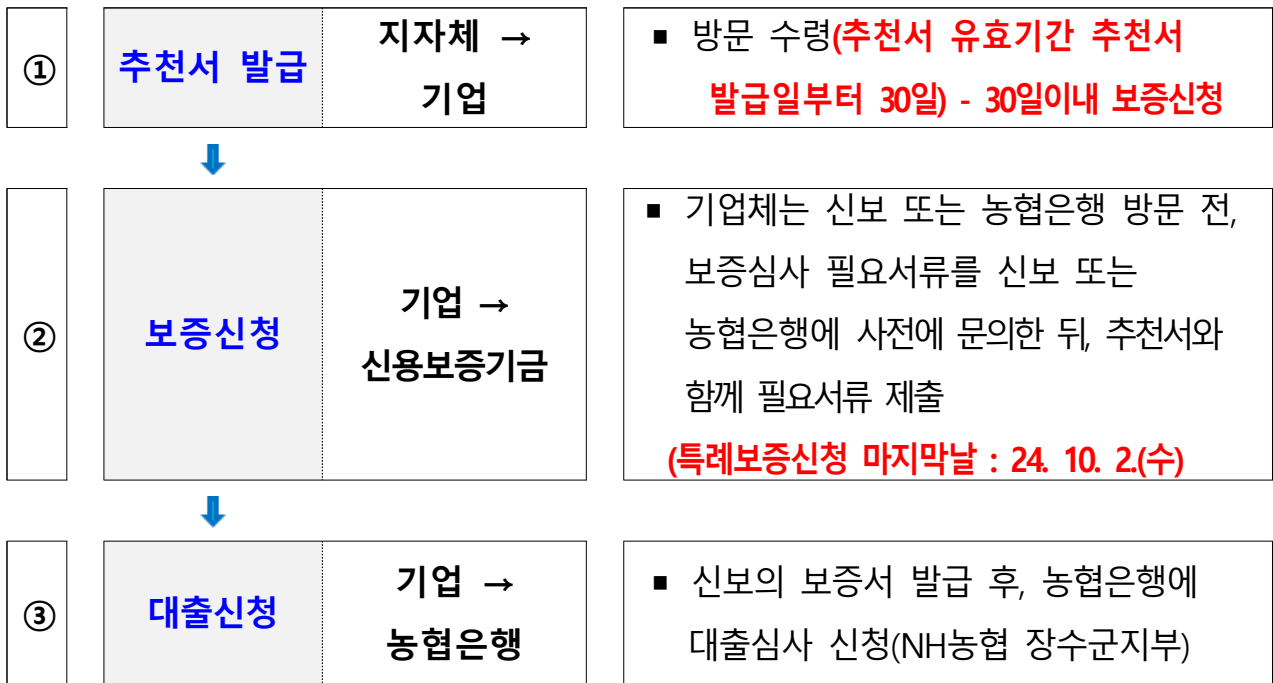 ①
추천서 발급
지자체 →
기업
▪ 방문 수령(추천서 유효기간 추천서
발급일부터 30일) - 30일이내 보증신청
②
보증신청
기업 →
신용보증기금
▪ 기업체는 신보 또는 농협은행 방문 전,
보증심사 필요서류를 신보 또는
농협은행에 사전에 문의한 뒤, 추천서와
함께 필요서류 제출
(특례보증신청 마지막날 : 24. 10. 2.(수)
③
대출신청
기업 →
농협은행
▪ 신보의 보증서 발급 후, 농협은행에
대출심사 신청(NH농협 장수군지부)